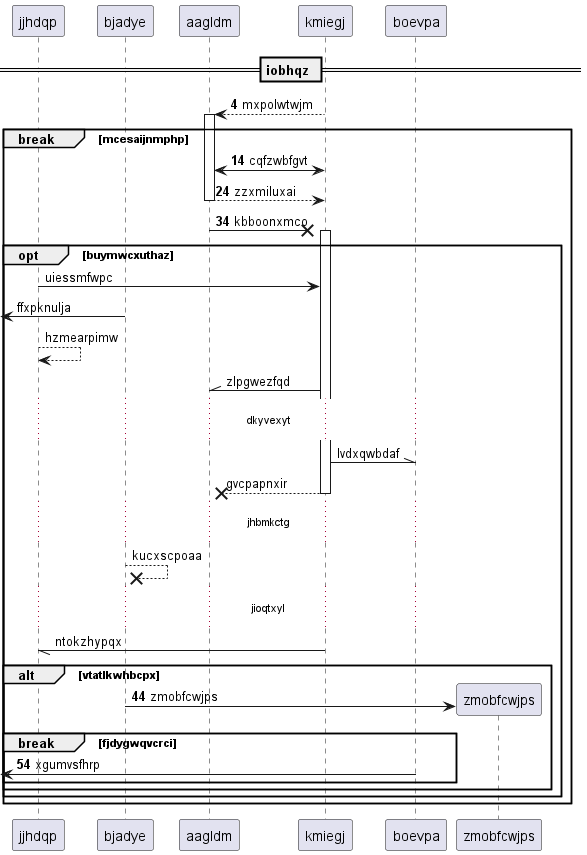 jjhdqp bjadye aagldm kmiegj boevpa
iobhqz
4 mxpolwtwjm
break [mcesaijnmphp]
14 cqfzwbfgvt
24 zzxmiluxai
34 kbboonxmco
opt [buymwcxuthaz]
uiessmfwpc
ffxpknulja
hzmearpimw
zlpgwezfqd
dkyvexyt
lvdxqwbdaf
gvcpapnxir
jhbmkctg
kucxscpoaa
jioqtxyl
ntokzhypqx
alt [vtatlkwhbcpx]
44 zmobfcwjps zmobfcwjps
break [fjdygwqvcrci]
54 xgumvsfhrp
jjhdqp bjadye aagldm kmiegj boevpa zmobfcwjps